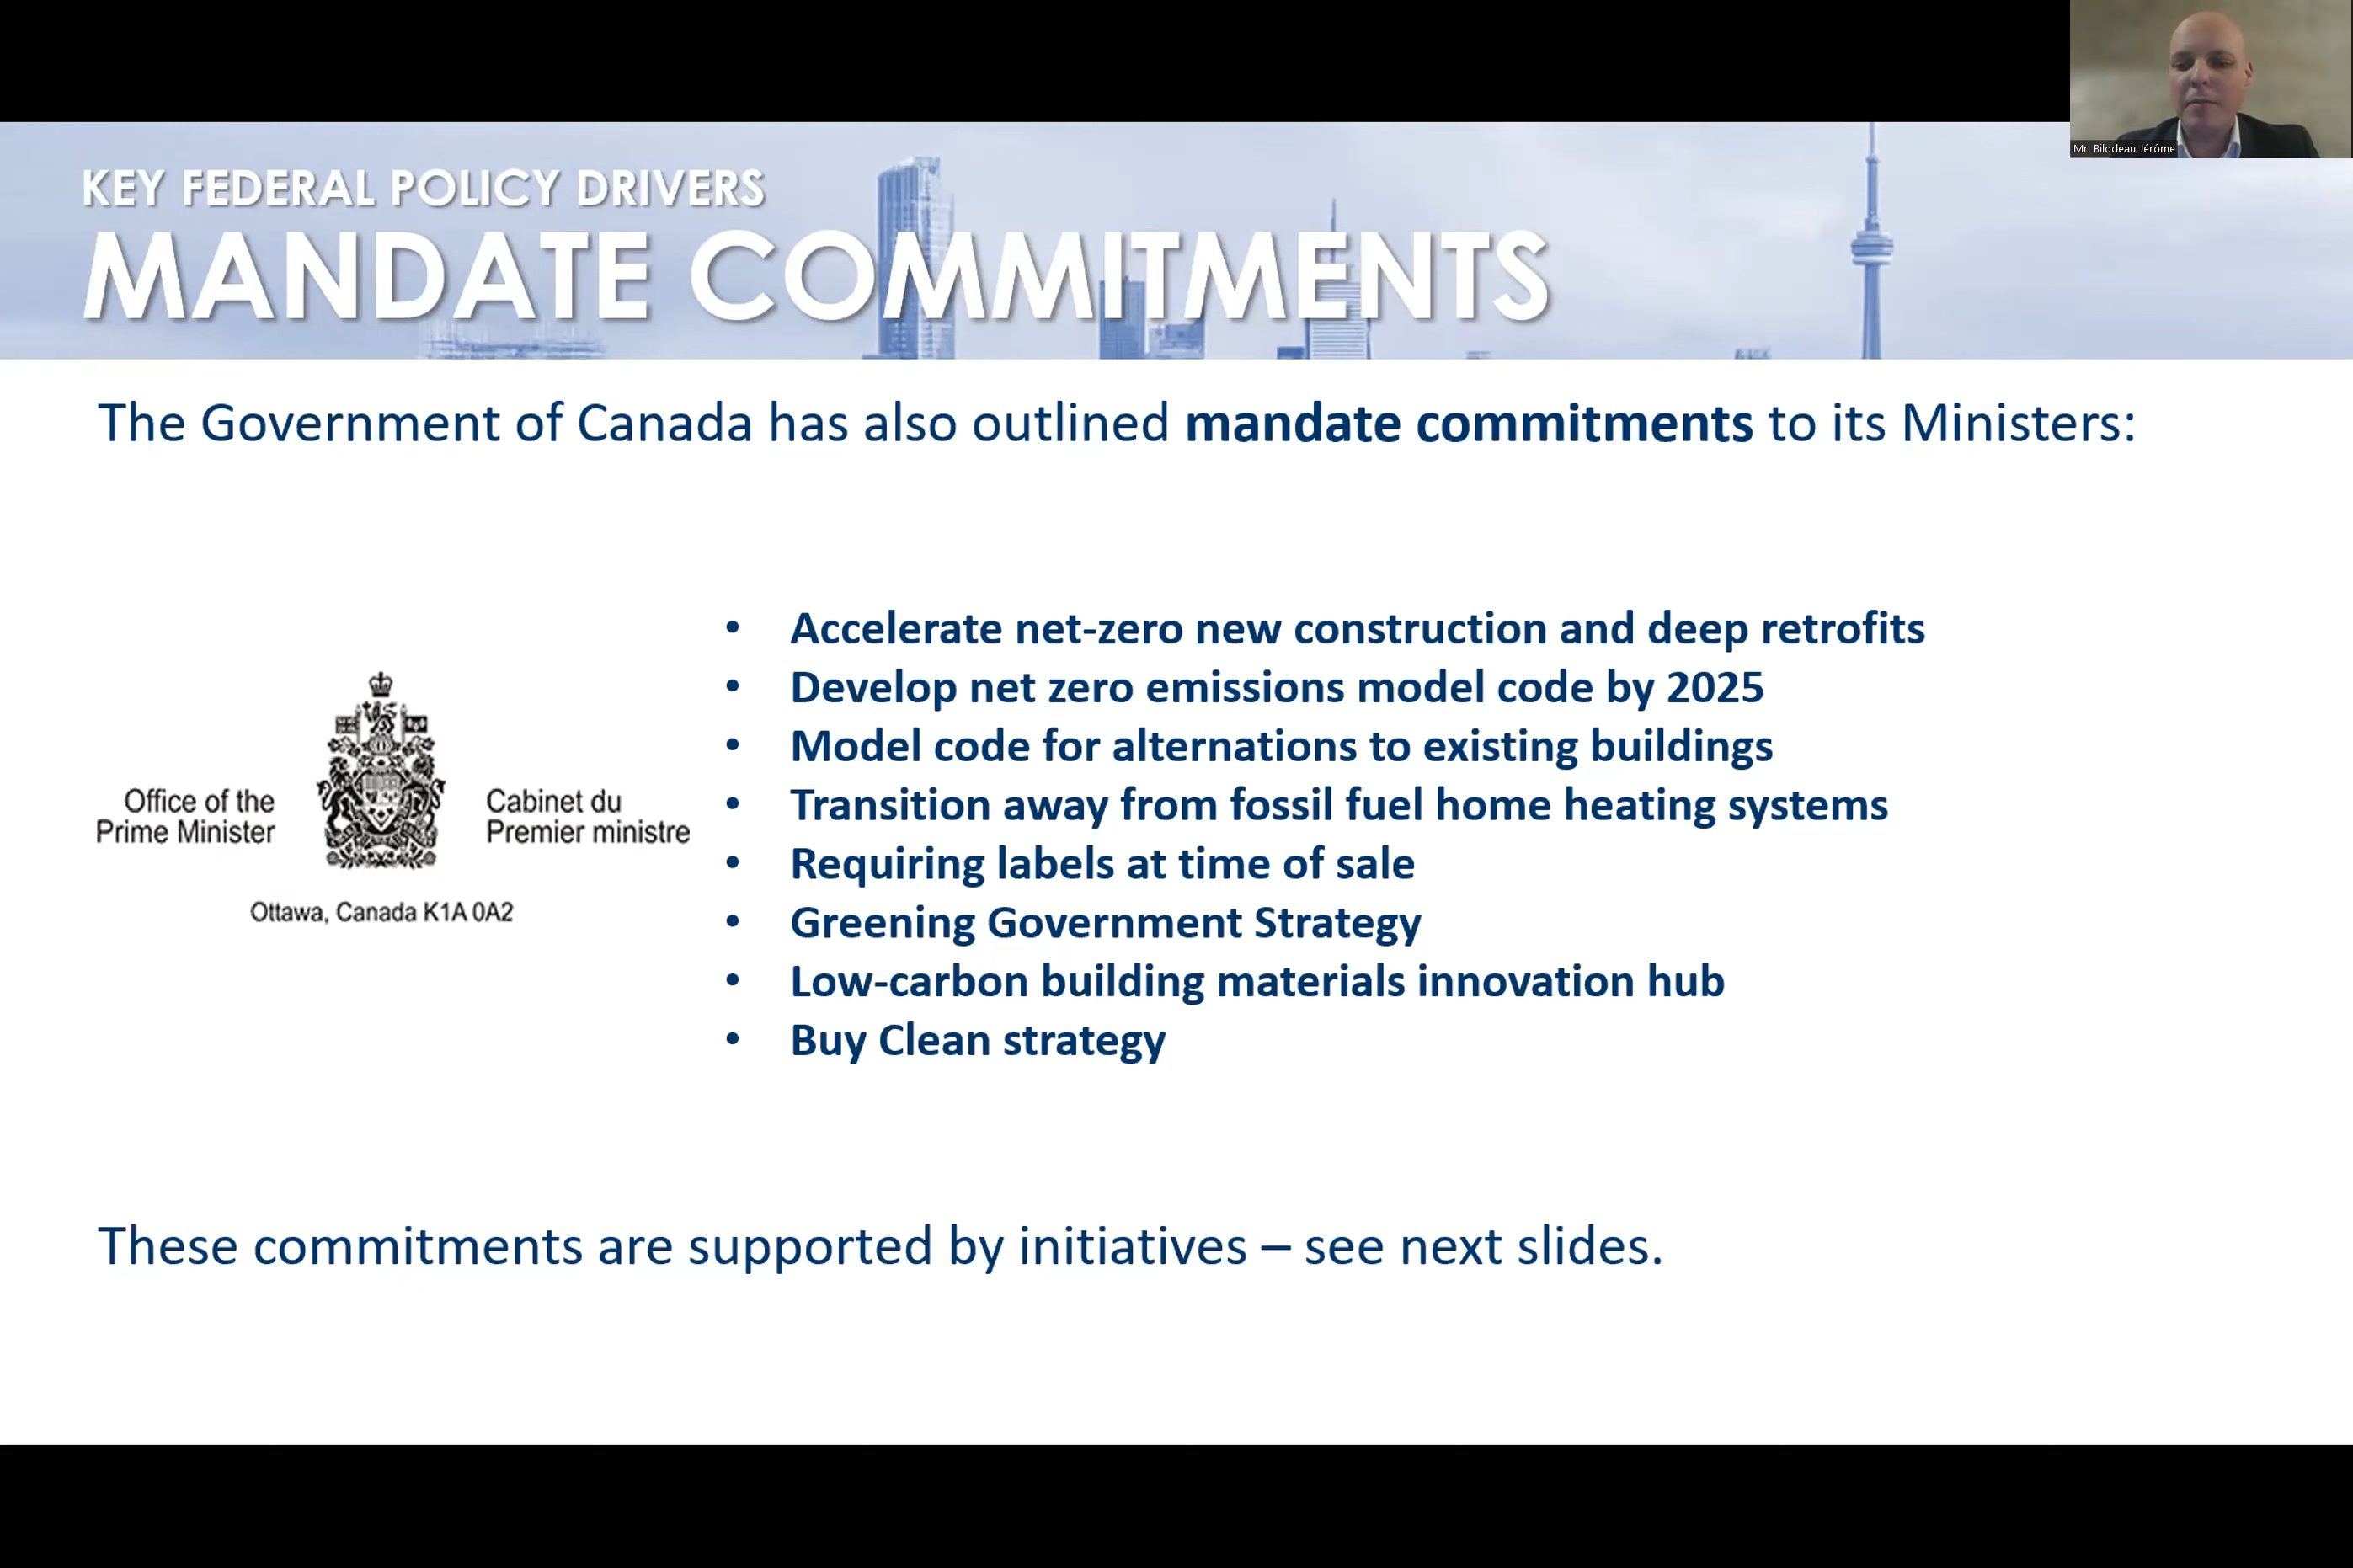 Mr. Bilodeau Jérôme
KEY FEDERAL POLICY DRIVERS
MANDATE COMMITMENTS
The Government of Canada has also outlined mandate commitments to its Ministers:
Office of the
Prime Minister
Cabinet du
Premier ministre
Ottawa, Canada K1A 0A2
• Accelerate net-zero new construction and deep retrofits
• Develop net zero emissions model code by 2025
• Model code for alternations to existing buildings
• Transition away from fossil fuel home heating systems
• Requiring labels at time of sale
• Greening Government Strategy
• Low-carbon building materials innovation hub
• Buy Clean strategy
These commitments are supported by initiatives – see next slides.